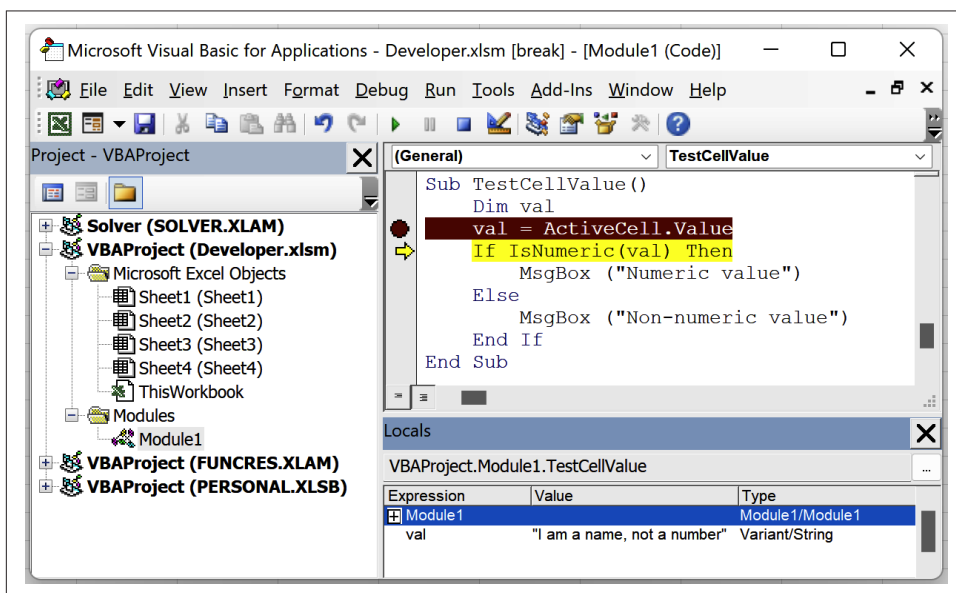 Microsoft Visual Basic for Applications - Developer.xlsm [break] - [Module1 (Code)]
File Edit View Insert Format Debug Run Tools Add-Ins Window Help
Project - VBAProject
Solver (SOLVER.XLAM)
VBAProject (Developer.xlsm)
Microsoft Excel Objects
Sheet1 (Sheet1)
Sheet2 (Sheet2)
Sheet3 (Sheet3)
Sheet4 (Sheet4)
ThisWorkbook
Modules
Module1
VBAProject (FUNCRES.XLAM)
VBAProject (PERSONAL.XLSB)
(General) TestCellValue
Sub TestCellValue()
Dim val
val = ActiveCell.Value
If IsNumeric(val) Then
MsgBox ("Numeric value")
Else
MsgBox ("Non-numeric value")
End If
End Sub
Locals
VBAProject.Module1.TestCellValue ...
Expression Value Type
Module1 Module1/Module1
val "I am a name, not a number" Variant/String